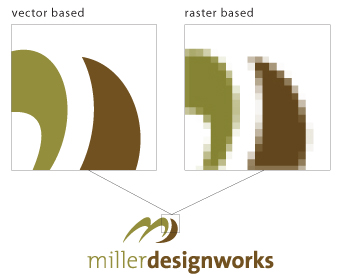 vector based
raster based
millerdesignworks